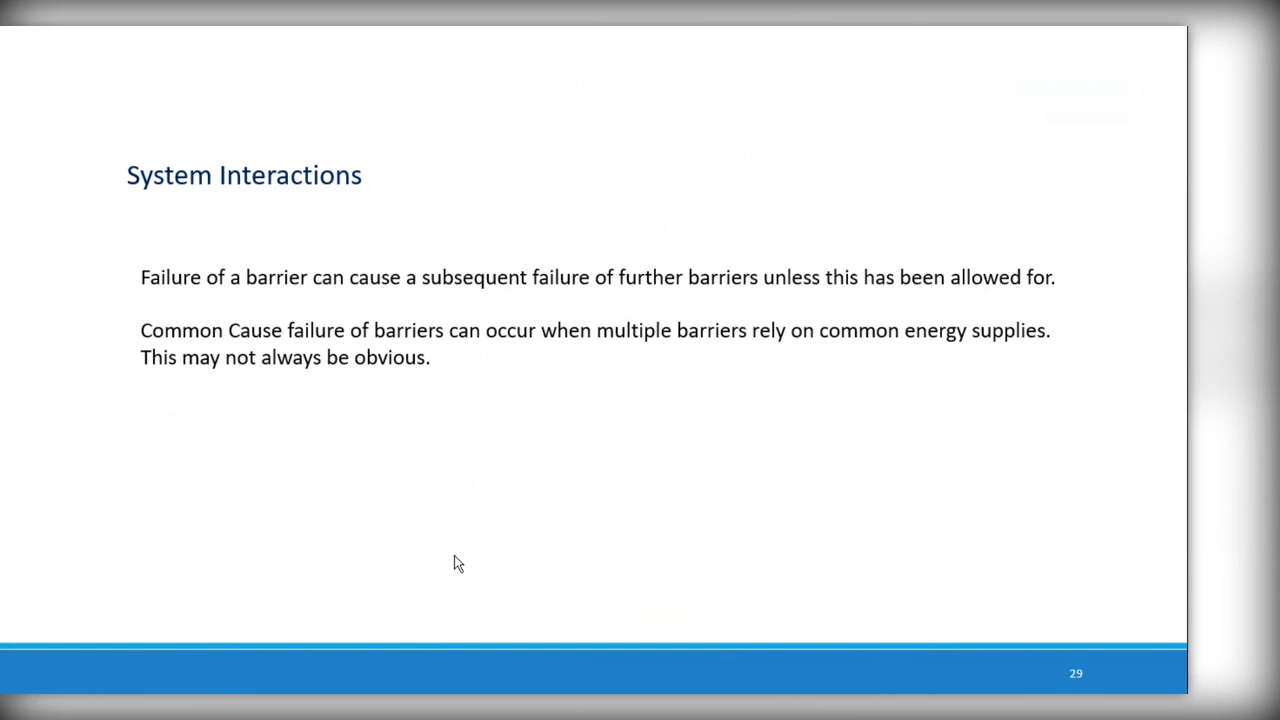 System Interactions
Failure of a barrier can cause a subsequent failure of further barriers unless this has been allowed for.
Common Cause failure of barriers can occur when multiple barriers rely on common energy supplies.
This may not always be obvious.
29